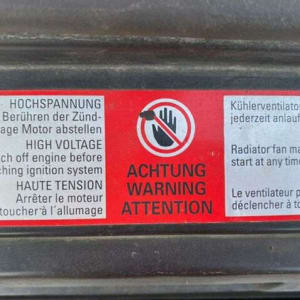 HOCHSPANNUNG
Berühren der Zünd-
age Motor abstellen
HIGH VOLTAGE
ch off engine before
ching ignition system
HAUTE TENSION
Arrêter le moteur
toucher à l'allumage
ACHTUNG
WARNING
ATTENTION
Kühlerventilato
jederzeit anlauf
Radiator fan ma
start at any time
Le ventilateur p
déclencher à to